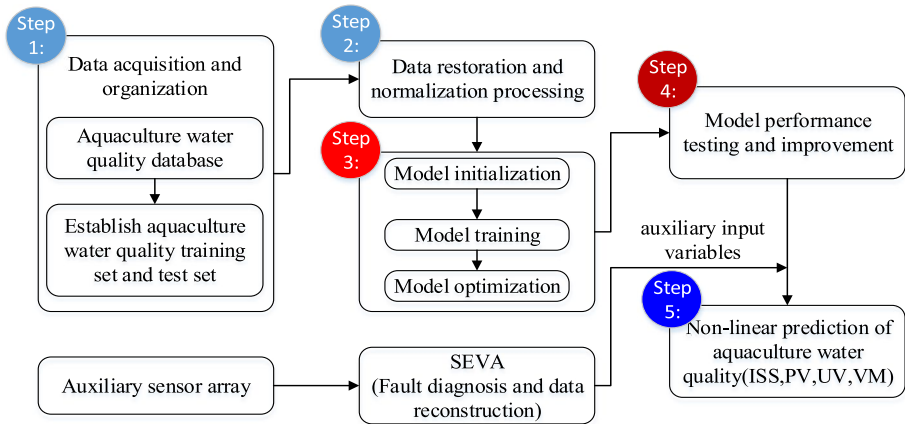 Step
1:
Data acquisition and
organization
Aquaculture water
quality database
Establish aquaculture
water quality training
set and test set
Step
2:
Data restoration and
normalization processing
Step
3:
Model initialization
Model training
Model optimization
Step
4:
Model performance
testing and improvement
auxiliary input
variables
Step
5:
Non-linear prediction of
aquaculture water
quality(ISS,PV,UV,VM)
Auxiliary sensor array
SEVA
(Fault diagnosis and data
reconstruction)